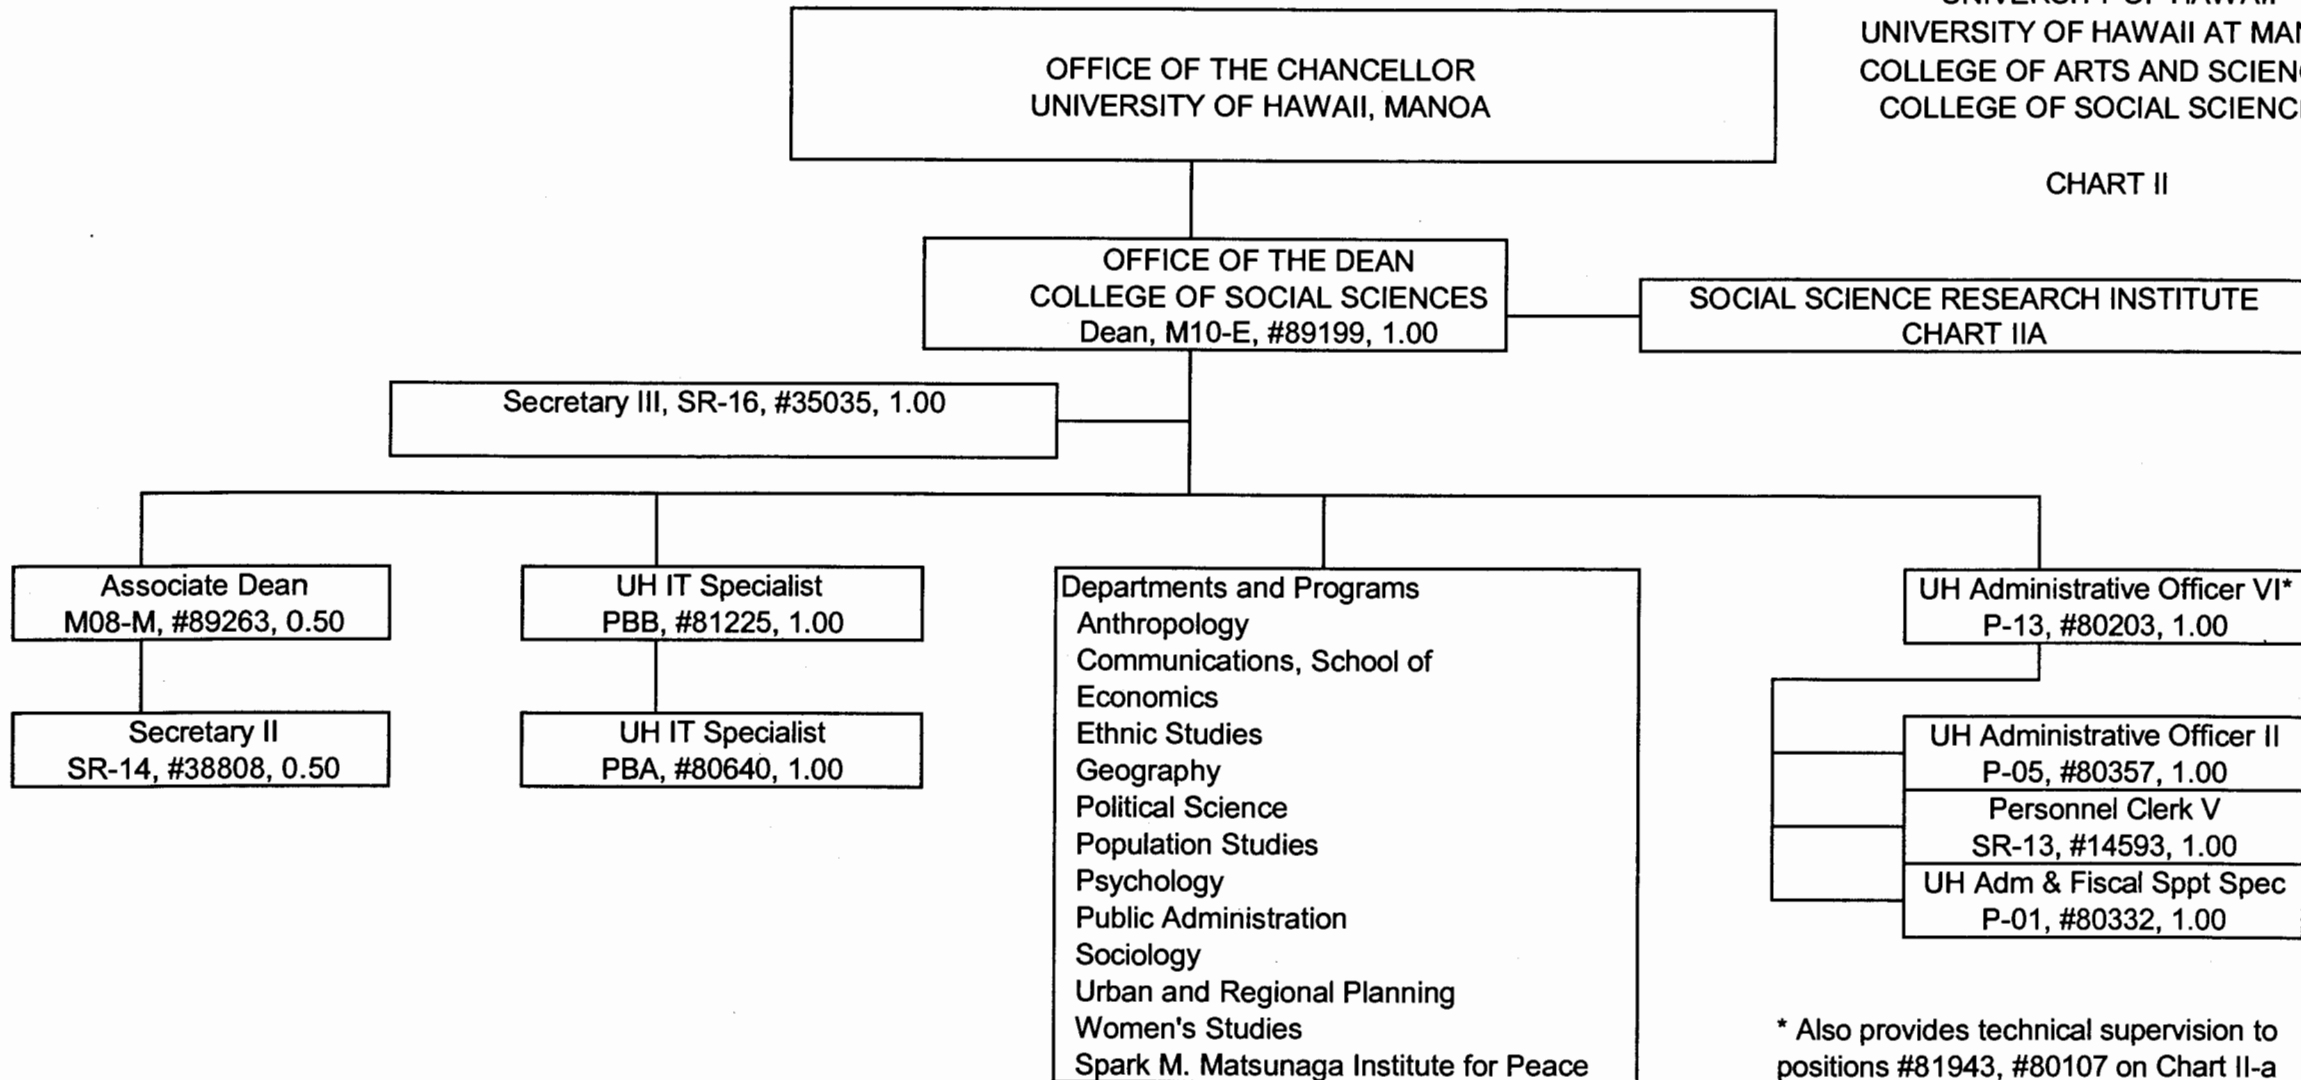 OFFICE OF THE CHANCELLOR
UNIVERSITY OF HAWAII, MANOA
UNIVERSITY OF HAWAII AT
COLLEGE OF ARTS AND
COLLEGE OF SOCIAL
CHART II
OFFICE OF THE DEAN
COLLEGE OF SOCIAL SCIENCES
Dean, M10-E, #89199, 1.00
SOCIAL SCIENCE RESEARCH INSTITUTE
CHART IIA
Secretary III, SR-16, #35035, 1.00
Associate Dean
M08-M, #89263, 0.50
Secretary II
SR-14, #38808, 0.50
UH IT Specialist
PBB, #81225, 1.00
UH IT Specialist
PBA, #80640, 1.00
Departments and Programs
Anthropology
Communications, School of
Economics
Ethnic Studies
Geography
Political Science
Population Studies
Psychology
Public Administration
Sociology
Urban and Regional Planning
Women's Studies
Spark M. Matsunaga Institute for Peace
UH Administrative Officer VI*
P-13, #80203, 1.00
UH Administrative Officer II
P-05, #80357, 1.00
Personnel Clerk V
SR-13, #14593, 1.00
UH Adm & Fiscal Sppt Spec
P-01, #80332, 1.00
* Also provides technical supervision to
positions #81943, #80107 on Chart II-a